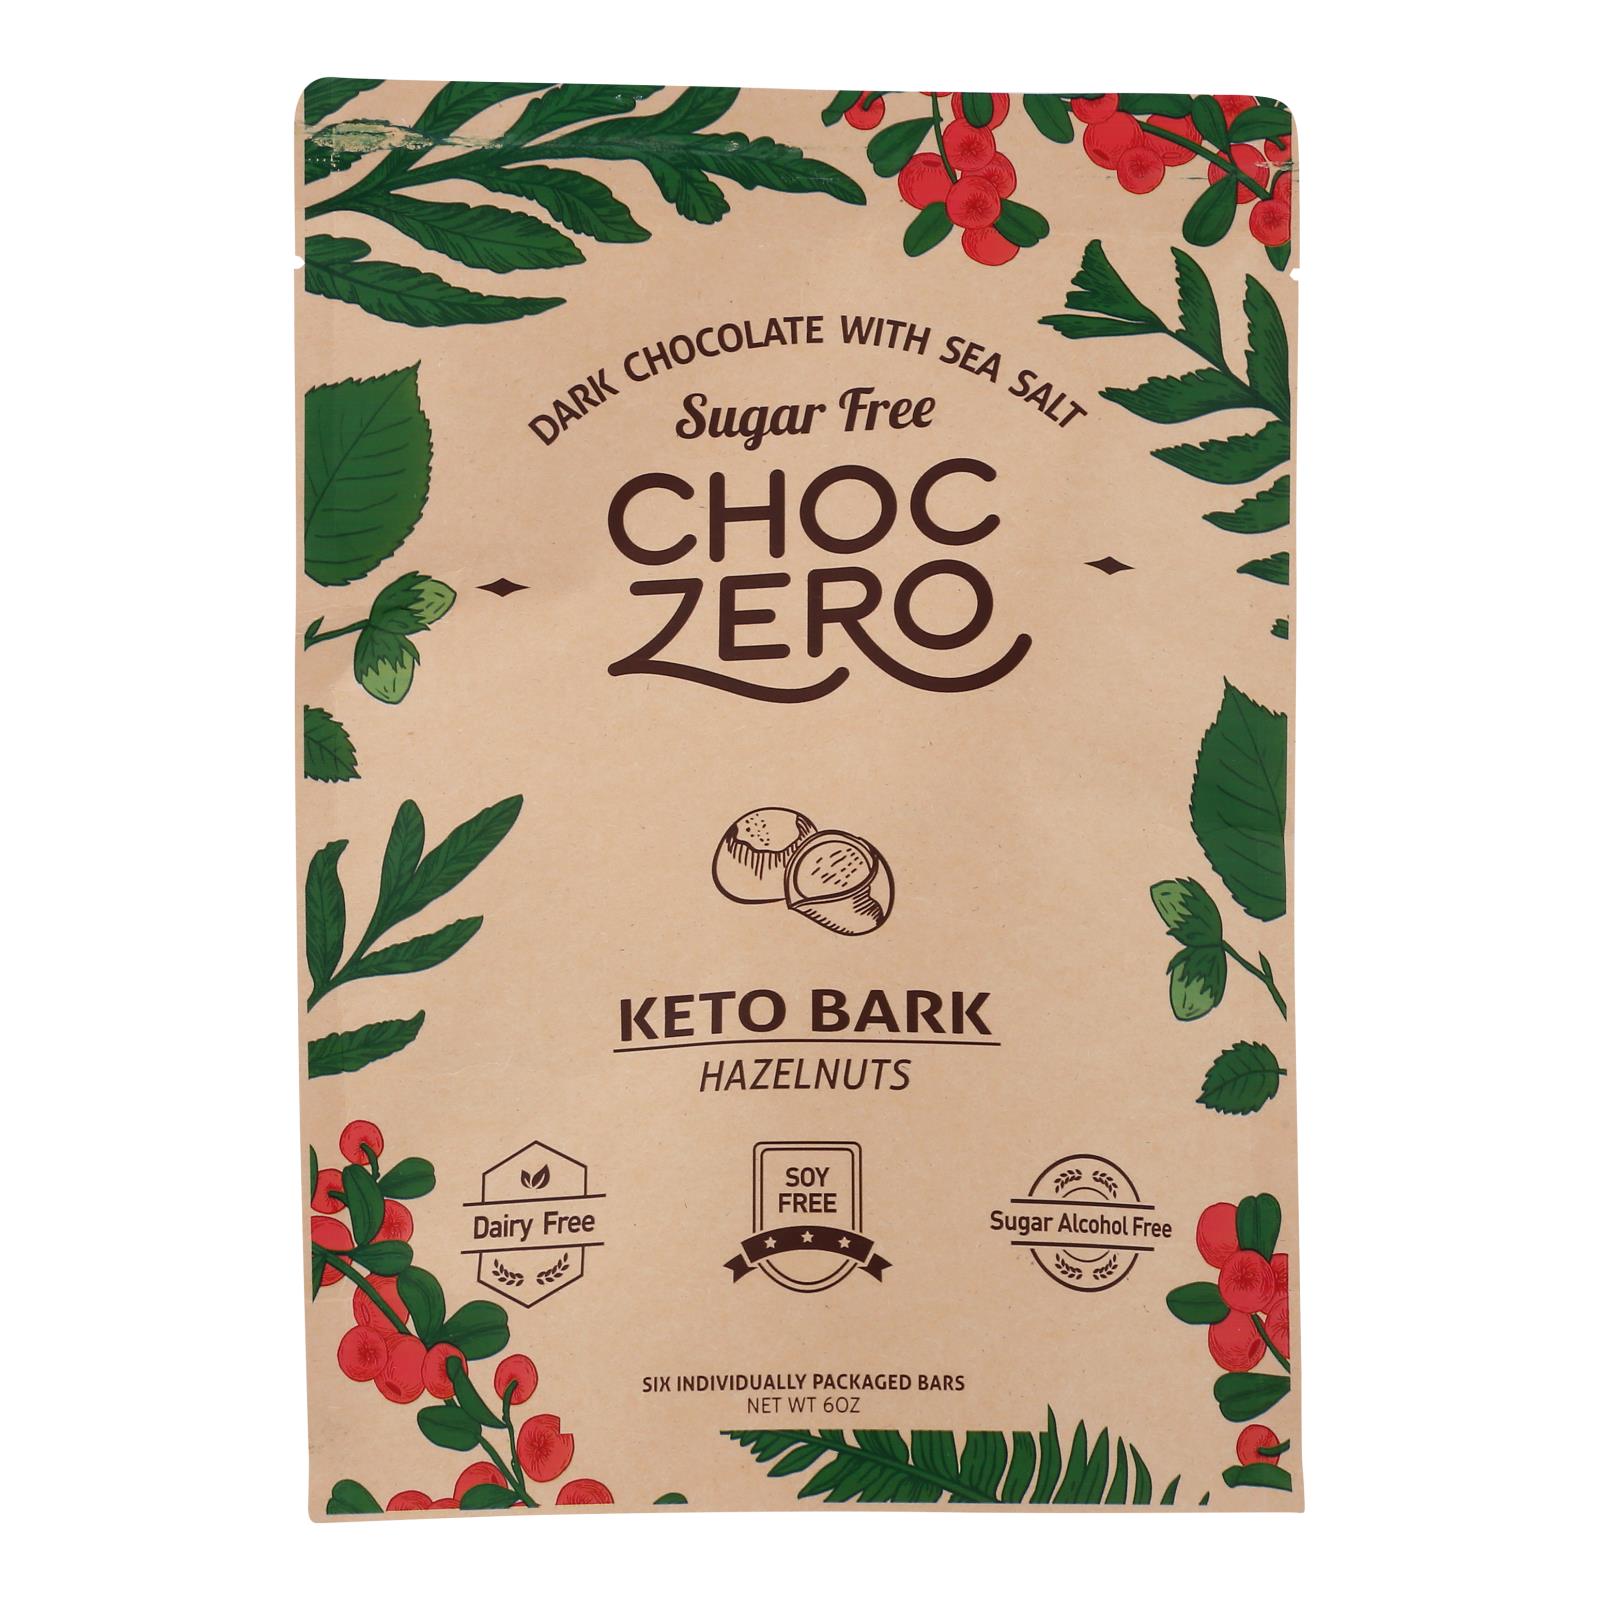 DARK CHOCOLATE WITH SEA SALT
Sugar Free
CHOC
ZERO
KETO BARK
HAZELNUTS
Dairy Free
SOY
FREE
Sugar Alcohol Free
SIX INDIVIDUALLY PACKAGED BARS
NET WT 6OZ